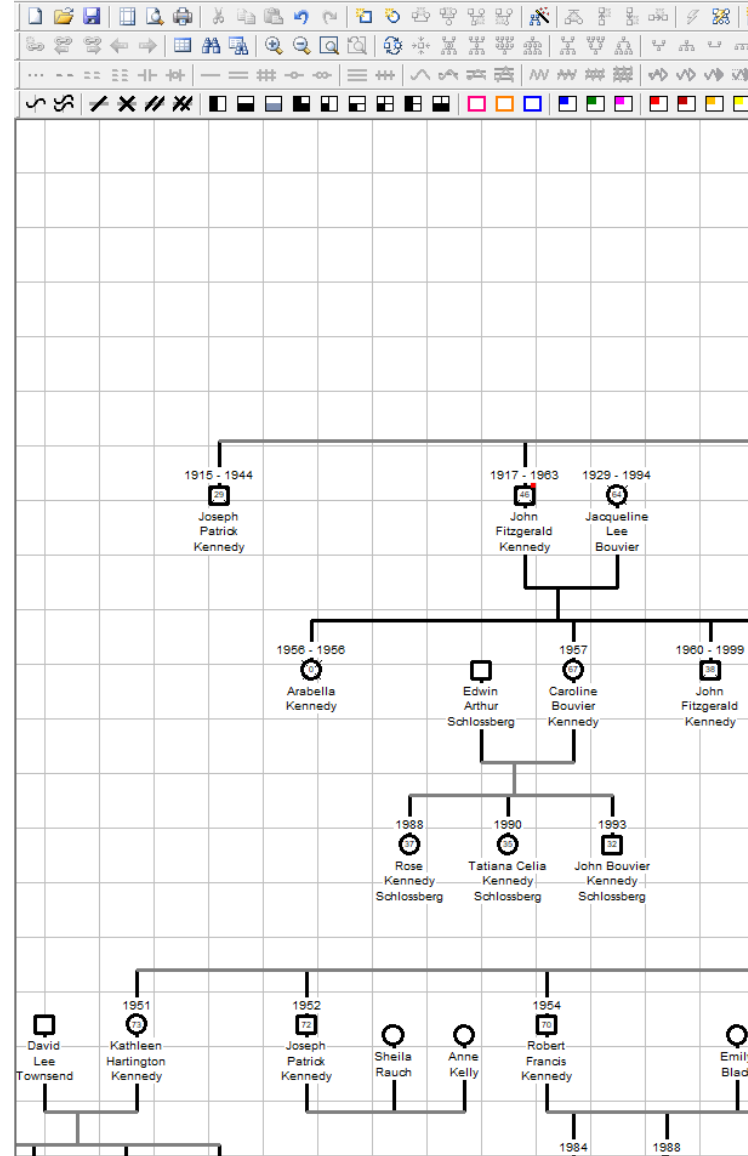 1915 - 1944
1917 - 1963
1929 - 1994
29
46
64
Joseph
Patrick
Kennedy
John
Fitzgerald
Kennedy
Jacqueline
Lee
Bouvier
1956 - 1956
1957
1960 - 1999
0
67
38
Arabella
Kennedy
Edwin
Arthur
Schlossberg
Caroline
Bouvier
Kennedy
John
Fitzgerald
Kennedy
1988
1990
1993
37
35
32
Rose
Kennedy
Schlossberg
Tatiana Celia
Kennedy
Schlossberg
John Bouvier
Kennedy
Schlossberg
1951
1952
1954
73
72
70
David
Lee
Townsend
Kathleen
Hartington
Kennedy
Joseph
Patrick
Kennedy
Sheila
Rauch
Anne
Kelly
Robert
Francis
Kennedy
Emily
Blac
1984
1988